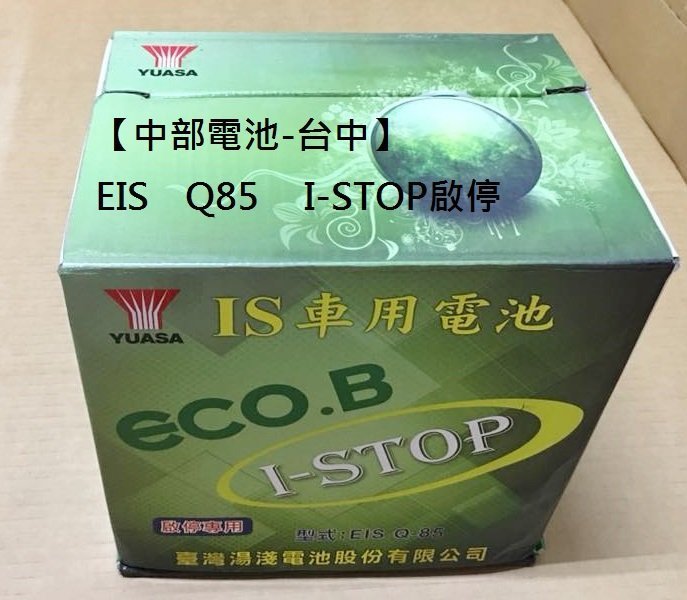 YUASA
【中部電池-台中】
EIS Q85 I-STOP啟停
YUASA
IS車用電池
eco.B
I-STOP
啟停專用
型式:EIS Q-85
臺灣湯淺電池股份有限公司